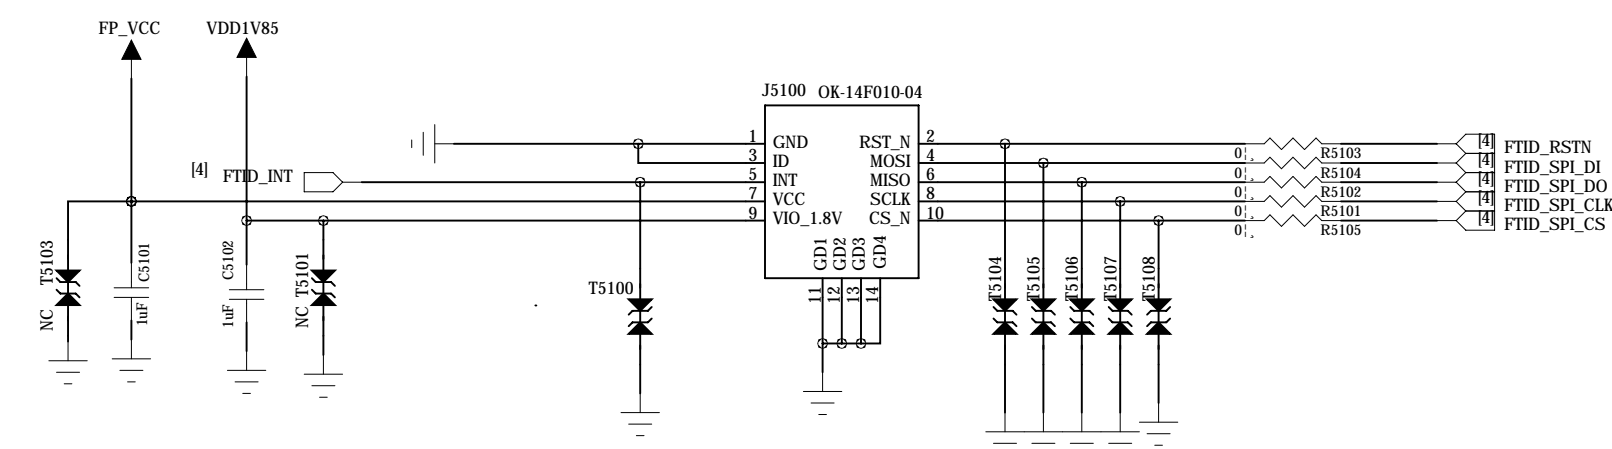 FP_VCC
VDD1V85
J5100 OK-14F010-04
1 GND RST_N 2
3 ID MOSI 4
5 INT MISO 6
7 VCC SCLK 8
9 VIO_1.8V CS_N 10
GD1
GD2
GD3
GD4
11
12
13
14
[4] FTID_INT
[4] FTID_RSTN
[4] FTID_SPI_DI
[4] FTID_SPI_DO
[4] FTID_SPI_CLK
[4] FTID_SPI_CS
0 R5103
0 R5104
0 R5102
0 R5101
0 R5105
NC T5103
1uF C5101
1uF C5102
NC T5101
T5100
T5104
T5105
T5106
T5107
T5108